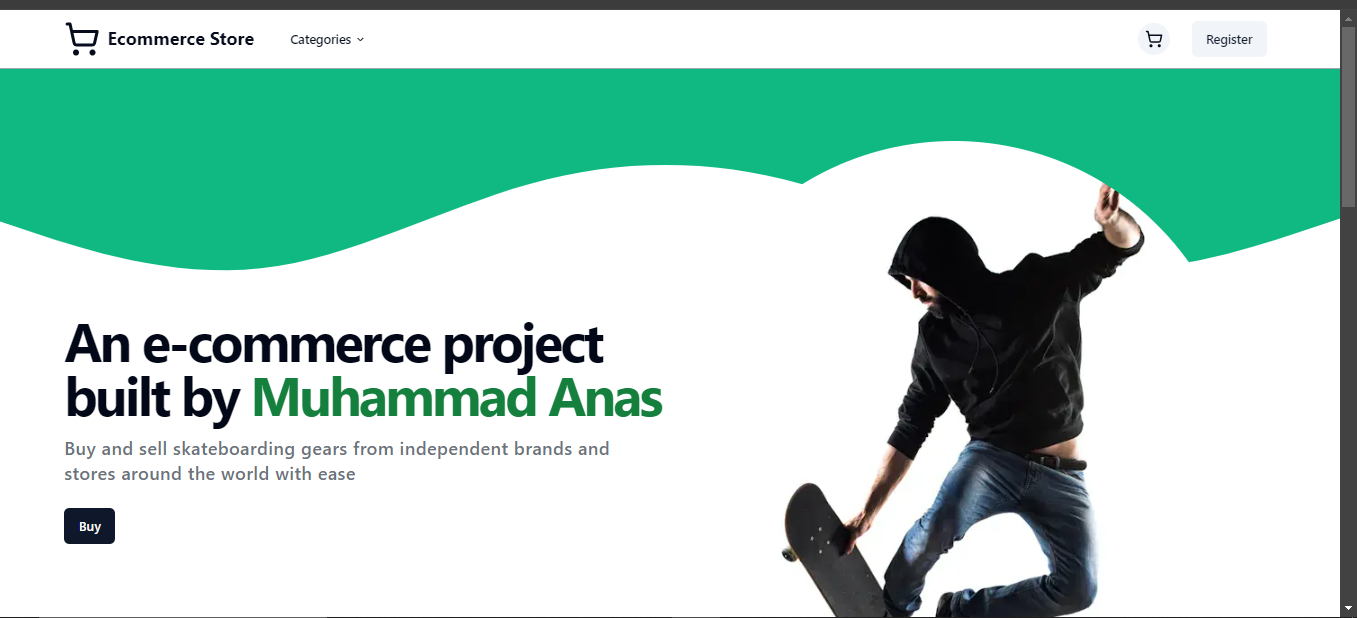 Ecommerce Store
Categories
Register
An e-commerce project
built by Muhammad Anas
Buy and sell skateboarding gears from independent brands and
stores around the world with ease
Buy